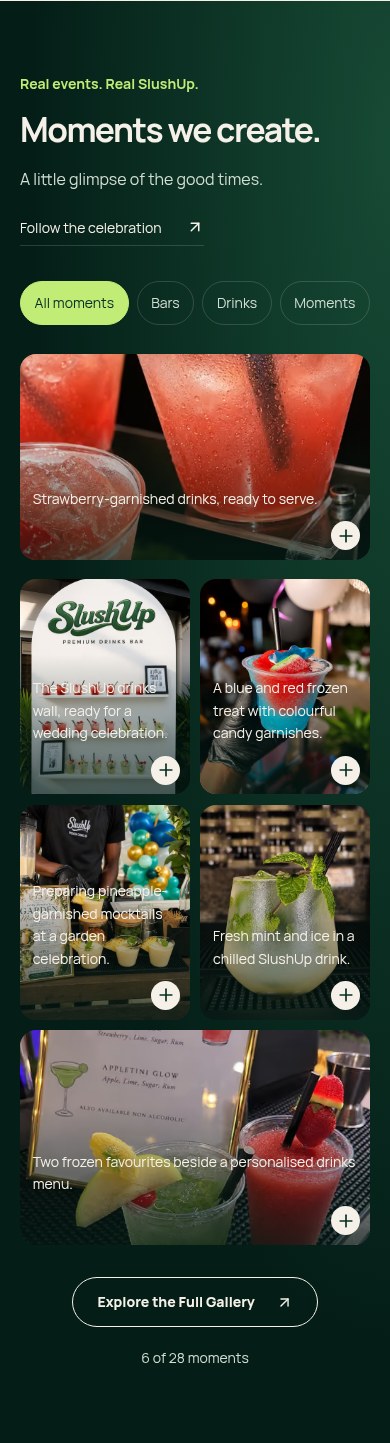 Real events. Real SlushUp.
Moments we create.
A little glimpse of the good times.
Follow the celebration
All moments
Bars
Drinks
Moments
Strawberry-garnished drinks, ready to serve.
SlushUp
PREMIUM DRINKS BAR
The SlushUp drinks
wall, ready for a
wedding celebration.
A blue and red frozen
treat with colourful
candy garnishes.
SlushUp
Preparing pineapple-
garnished mocktails
at a garden
celebration.
Fresh mint and ice in a
chilled SlushUp drink.
Strawberry, Lime, Sugar, Rum
APPLETINI GLOW
Apple, Lime, Sugar, Rum
ALSO AVAILABLE NON ALCOHOLIC
Two frozen favourites beside a personalised drinks
menu.
Explore the Full Gallery
6 of 28 moments